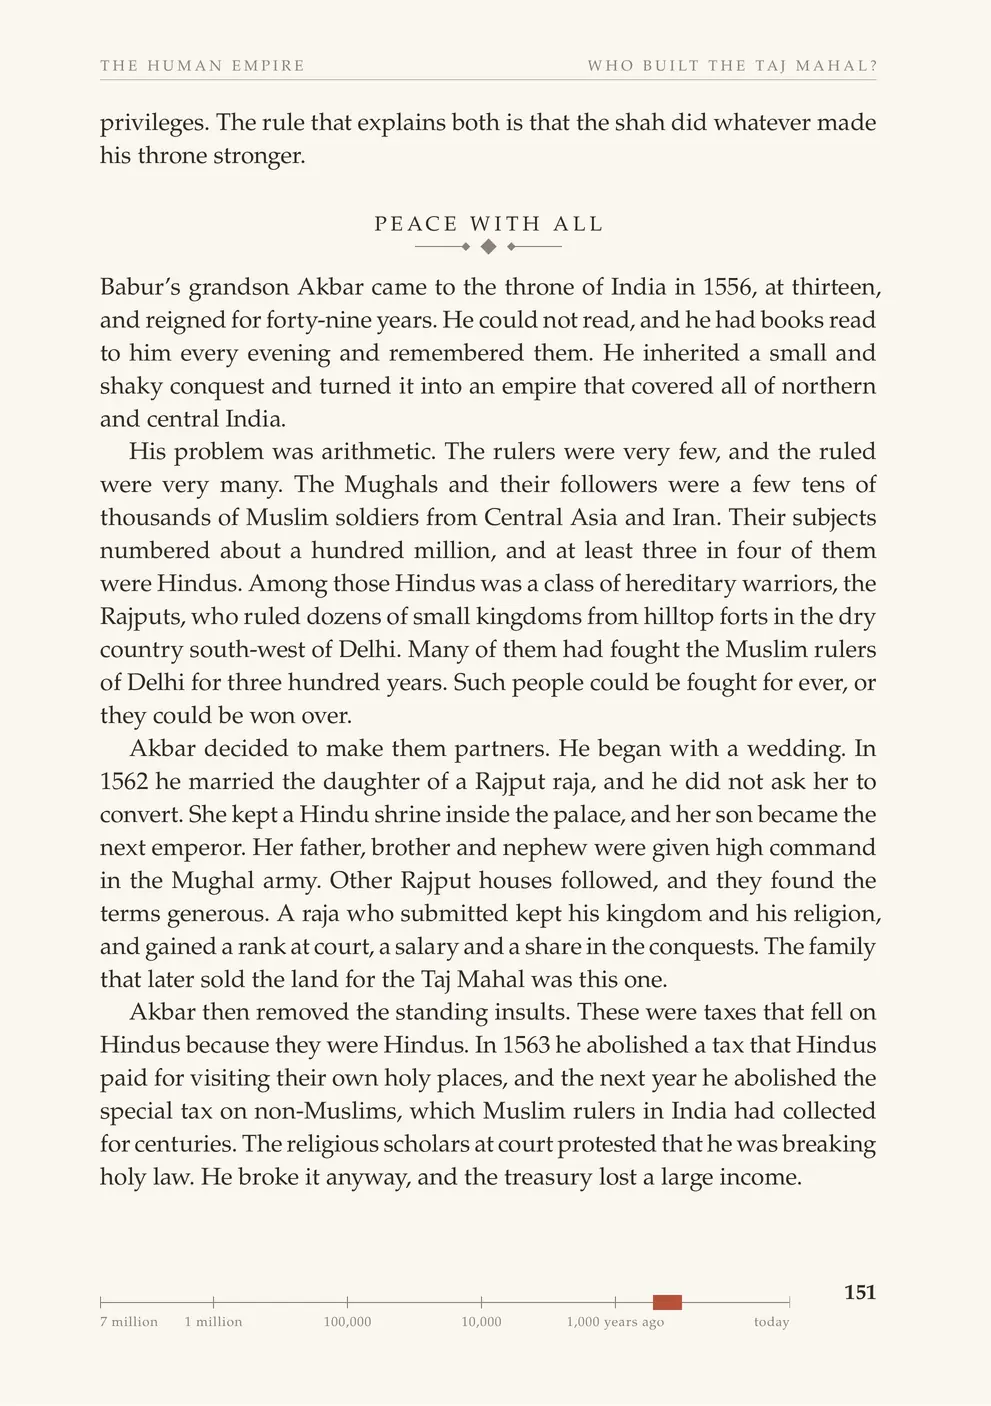 THE HUMAN EMPIRE
WHO BUILT THE TAJ MAHAL?
privileges. The rule that explains both is that the shah did whatever made
his throne stronger.
PEACE WITH ALL
Babur’s grandson Akbar came to the throne of India in 1556, at thirteen,
and reigned for forty-nine years. He could not read, and he had books read
to him every evening and remembered them. He inherited a small and
shaky conquest and turned it into an empire that covered all of northern
and central India.
His problem was arithmetic. The rulers were very few, and the ruled
were very many. The Mughals and their followers were a few tens of
thousands of Muslim soldiers from Central Asia and Iran. Their subjects
numbered about a hundred million, and at least three in four of them
were Hindus. Among those Hindus was a class of hereditary warriors, the
Rajputs, who ruled dozens of small kingdoms from hilltop forts in the dry
country south-west of Delhi. Many of them had fought the Muslim rulers
of Delhi for three hundred years. Such people could be fought for ever, or
they could be won over.
Akbar decided to make them partners. He began with a wedding. In
1562 he married the daughter of a Rajput raja, and he did not ask her to
convert. She kept a Hindu shrine inside the palace, and her son became the
next emperor. Her father, brother and nephew were given high command
in the Mughal army. Other Rajput houses followed, and they found the
terms generous. A raja who submitted kept his kingdom and his religion,
and gained a rank at court, a salary and a share in the conquests. The family
that later sold the land for the Taj Mahal was this one.
Akbar then removed the standing insults. These were taxes that fell on
Hindus because they were Hindus. In 1563 he abolished a tax that Hindus
paid for visiting their own holy places, and the next year he abolished the
special tax on non-Muslims, which Muslim rulers in India had collected
for centuries. The religious scholars at court protested that he was breaking
holy law. He broke it anyway, and the treasury lost a large income.
151
7 million 1 million 100,000 10,000 1,000 years ago today